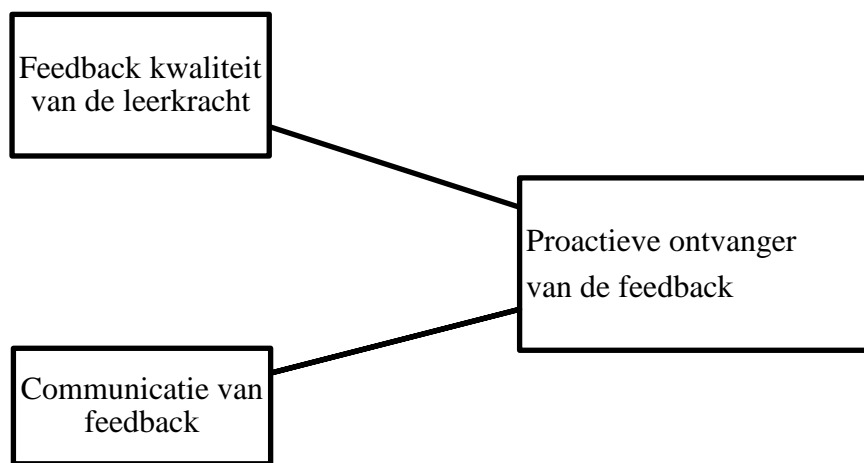 Feedback kwaliteit
van de leerkracht
Proactieve ontvanger
van de feedback
Communicatie van
feedback